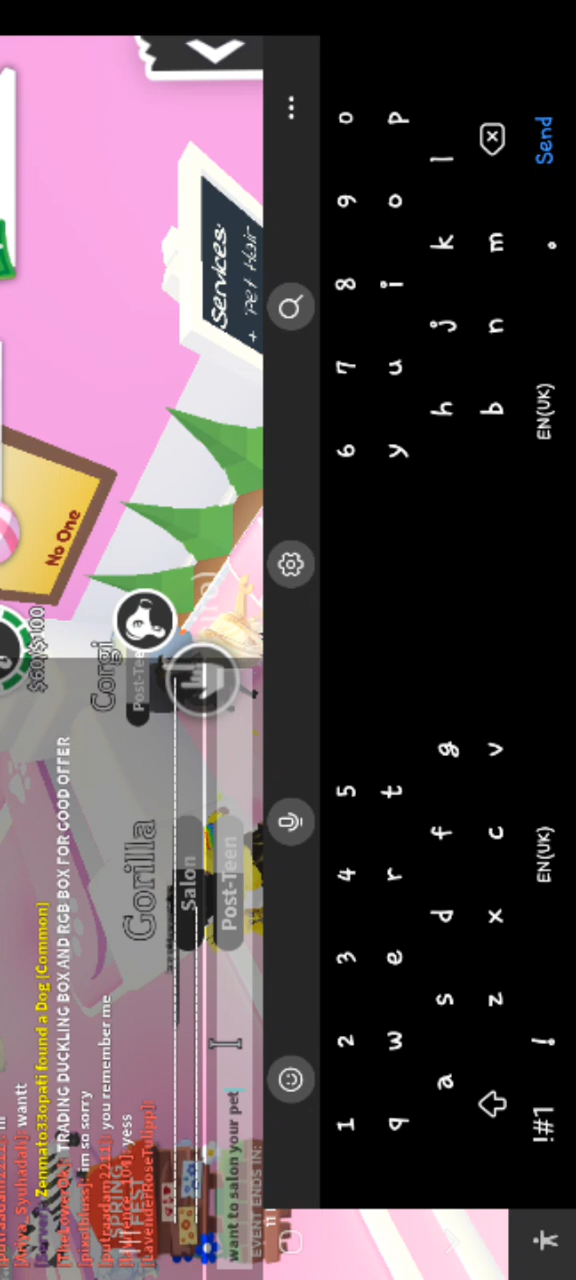 Services:
+ Pet Hair
No One
$60/$100
Corgi
Post-Teen
Gorilla
Salon
Post-Teen
wantt
found a Dog [Common]
TRADING DUCKLING BOX AND RGB BOX FOR GOOD OFFER
im so sorry
you remember me
yess
SPRING
FEST
want to salon your pet
EVENT ENDS IN:
11
1 2 3 4 5 6 7 8 9 0
q w e r t y u i o p
a s d f g h j k l
z x c v b n m
!#1 ! EN(UK) EN(UK) . Send